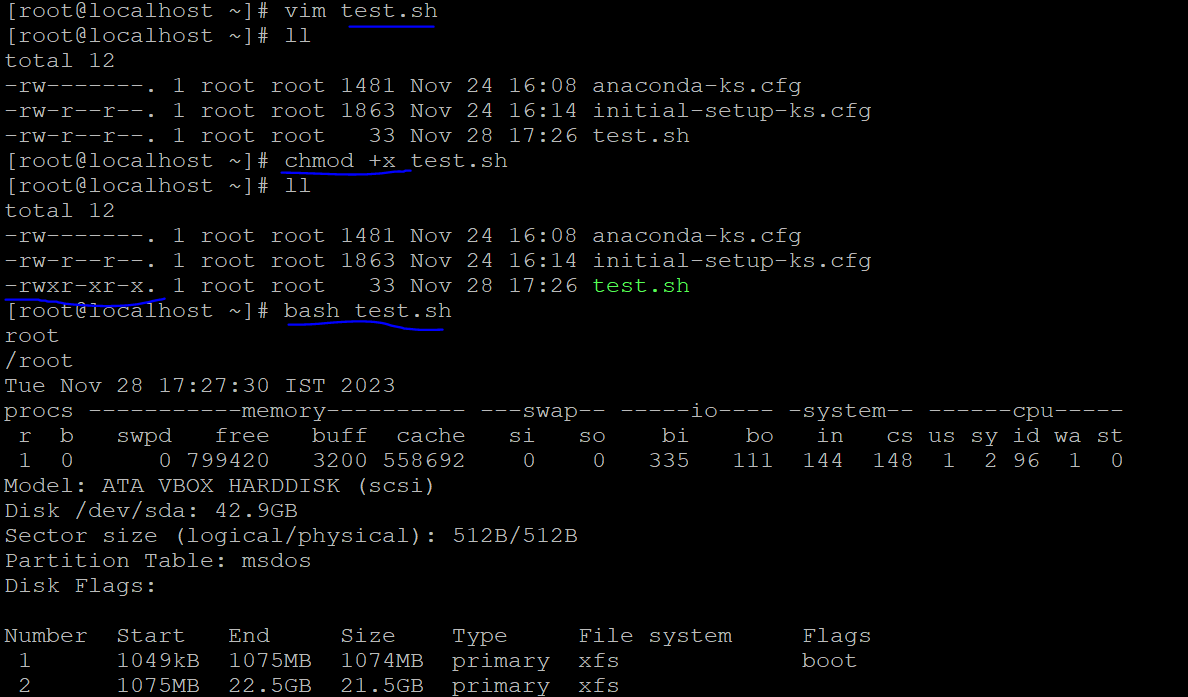 [root@localhost ~]# vim test.sh
[root@localhost ~]# ll
total 12
-rw-------. 1 root root 1481 Nov 24 16:08 anaconda-ks.cfg
-rw-r--r--. 1 root root 1863 Nov 24 16:14 initial-setup-ks.cfg
-rw-r--r--. 1 root root   33 Nov 28 17:26 test.sh
[root@localhost ~]# chmod +x test.sh
[root@localhost ~]# ll
total 12
-rw-------. 1 root root 1481 Nov 24 16:08 anaconda-ks.cfg
-rw-r--r--. 1 root root 1863 Nov 24 16:14 initial-setup-ks.cfg
-rwxr-xr-x. 1 root root   33 Nov 28 17:26 test.sh
[root@localhost ~]# bash test.sh
root
/root
Tue Nov 28 17:27:30 IST 2023
procs -----------memory---------- ---swap-- -----io---- -system-- ------cpu-----
 r  b   swpd   free   buff  cache   si   so    bi    bo   in   cs us sy id wa st
 1  0      0 799420   3200 558692    0    0   335   111  144  148  1  2 96  1  0
Model: ATA VBOX HARDDISK (scsi)
Disk /dev/sda: 42.9GB
Sector size (logical/physical): 512B/512B
Partition Table: msdos
Disk Flags:
Number  Start   End     Size    Type     File system     Flags
 1      1049kB  1075MB  1074MB  primary  xfs             boot
 2      1075MB  22.5GB  21.5GB  primary  xfs